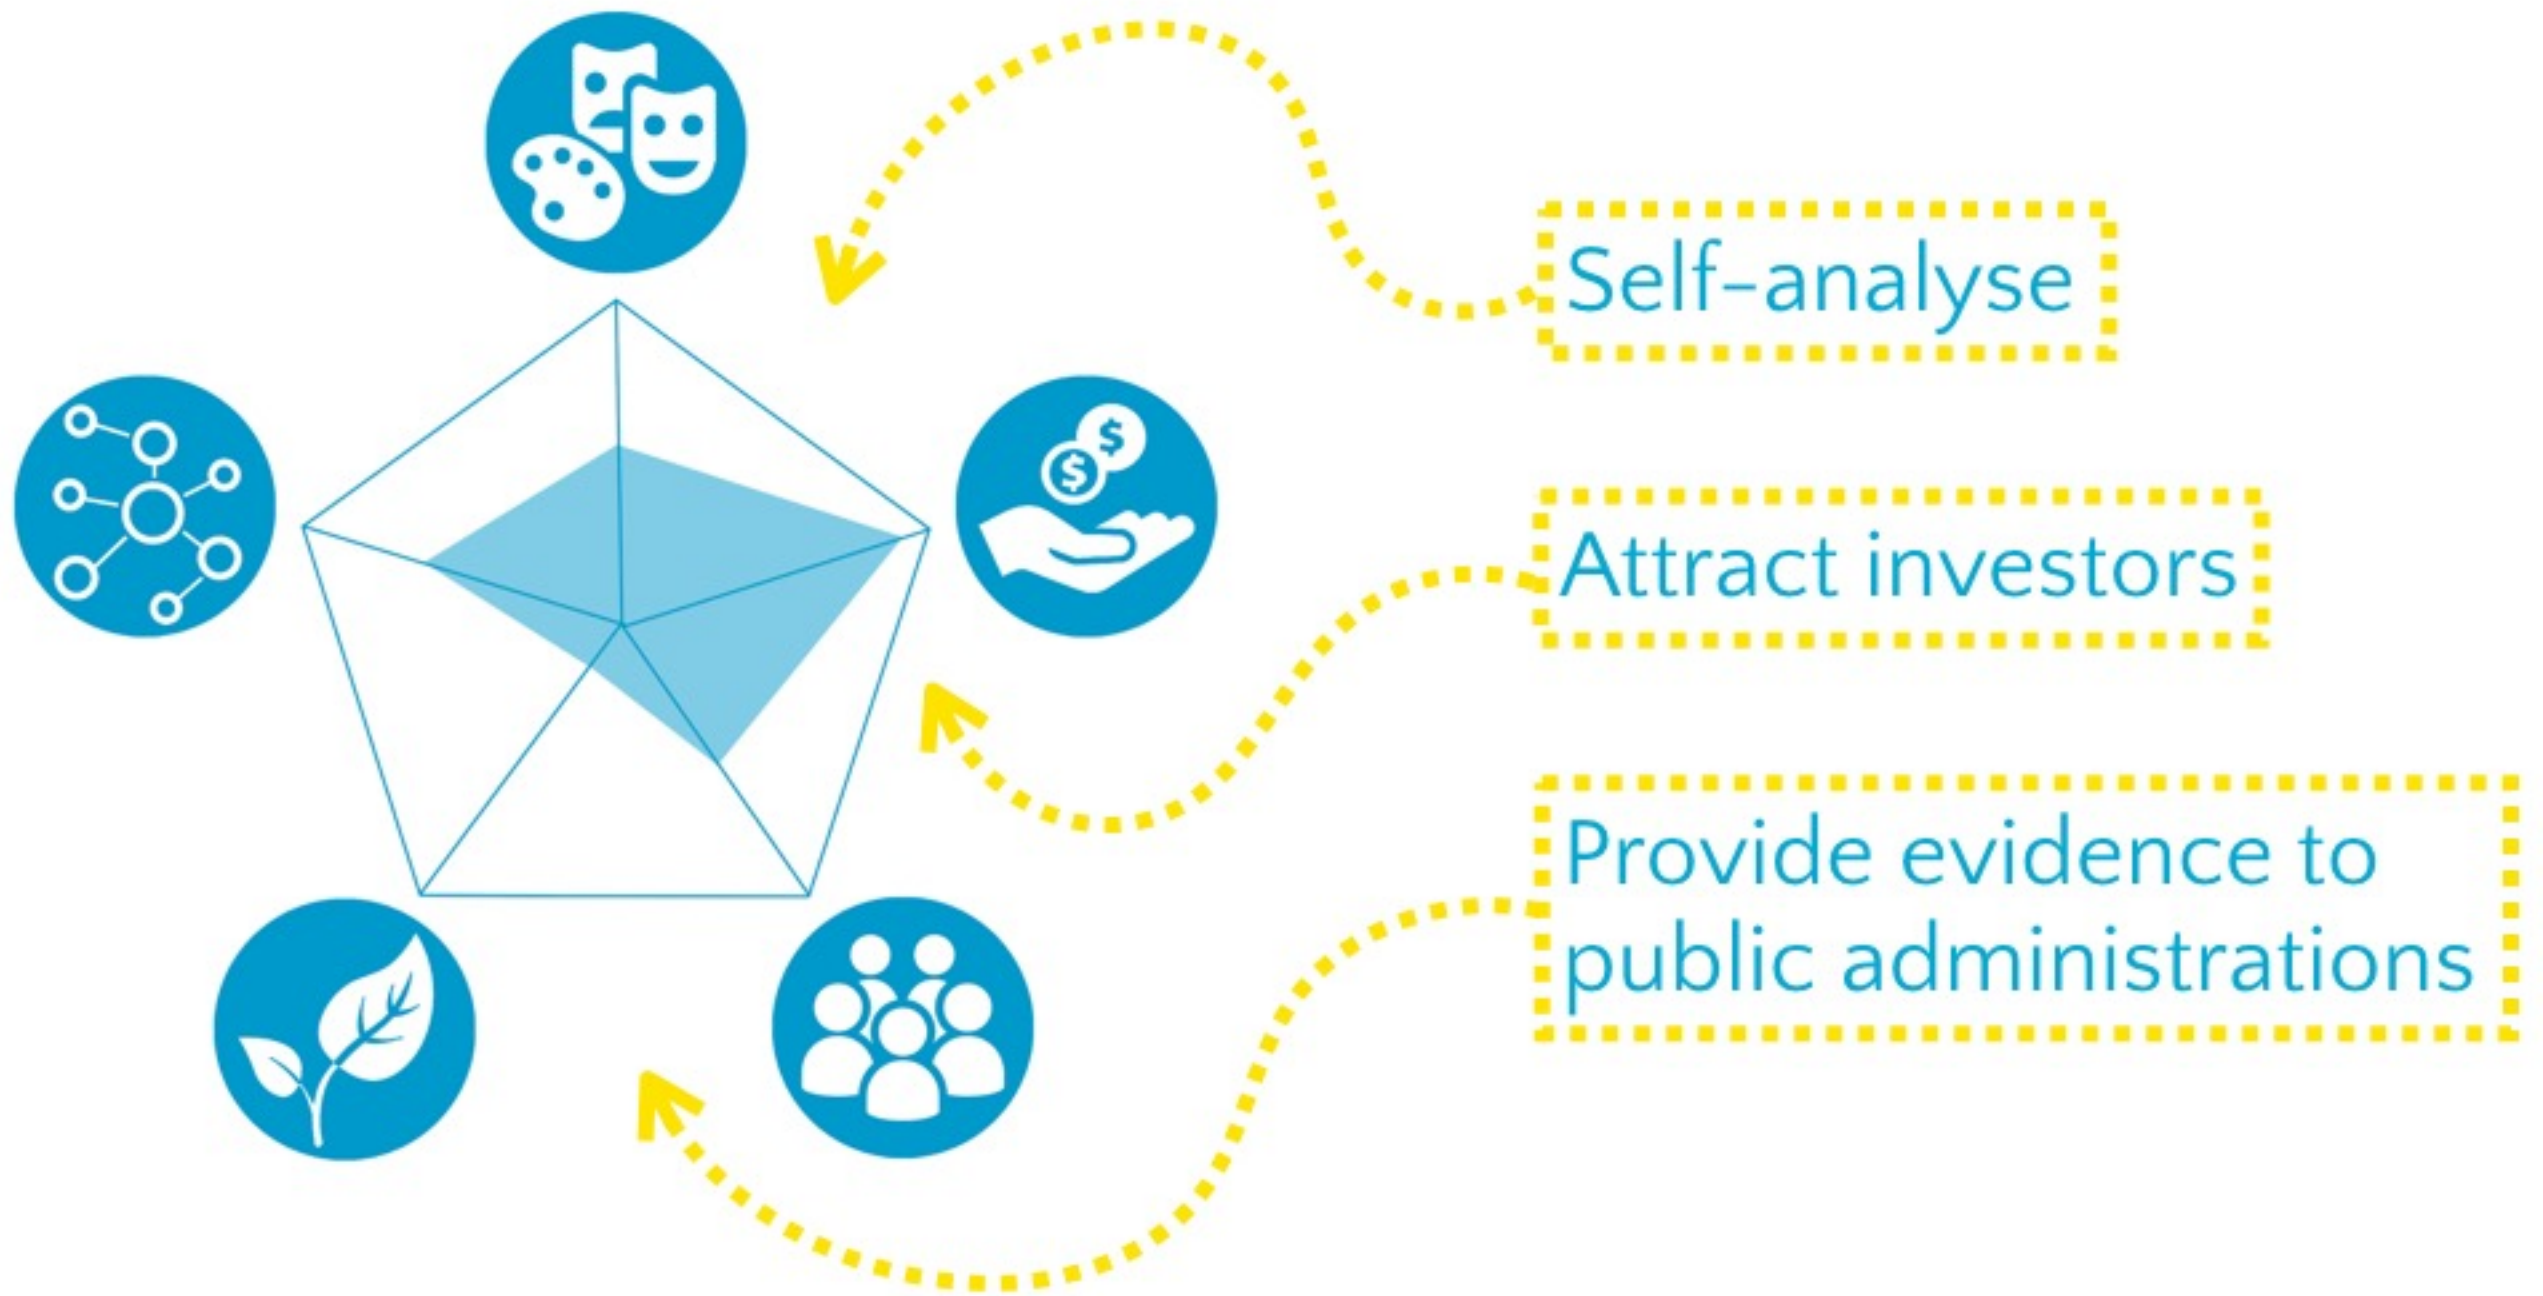 $
$
Self-analyse
Attract investors
Provide evidence to
public administrations